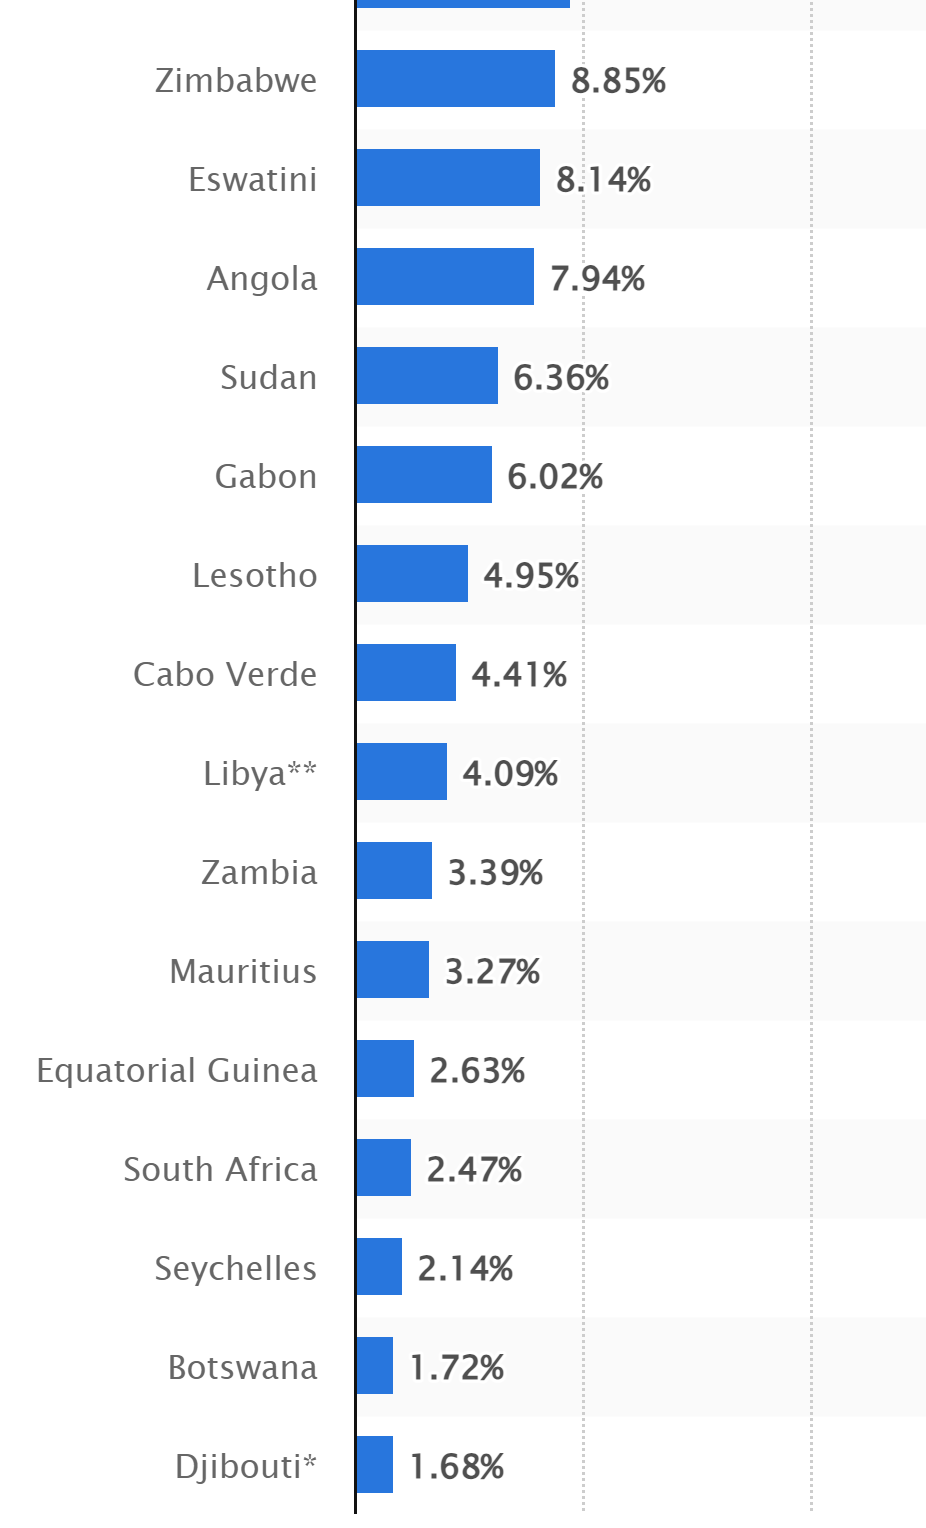 Zimbabwe 8.85%
Eswatini 8.14%
Angola 7.94%
Sudan 6.36%
Gabon 6.02%
Lesotho 4.95%
Cabo Verde 4.41%
Libya** 4.09%
Zambia 3.39%
Mauritius 3.27%
Equatorial Guinea 2.63%
South Africa 2.47%
Seychelles 2.14%
Botswana 1.72%
Djibouti* 1.68%